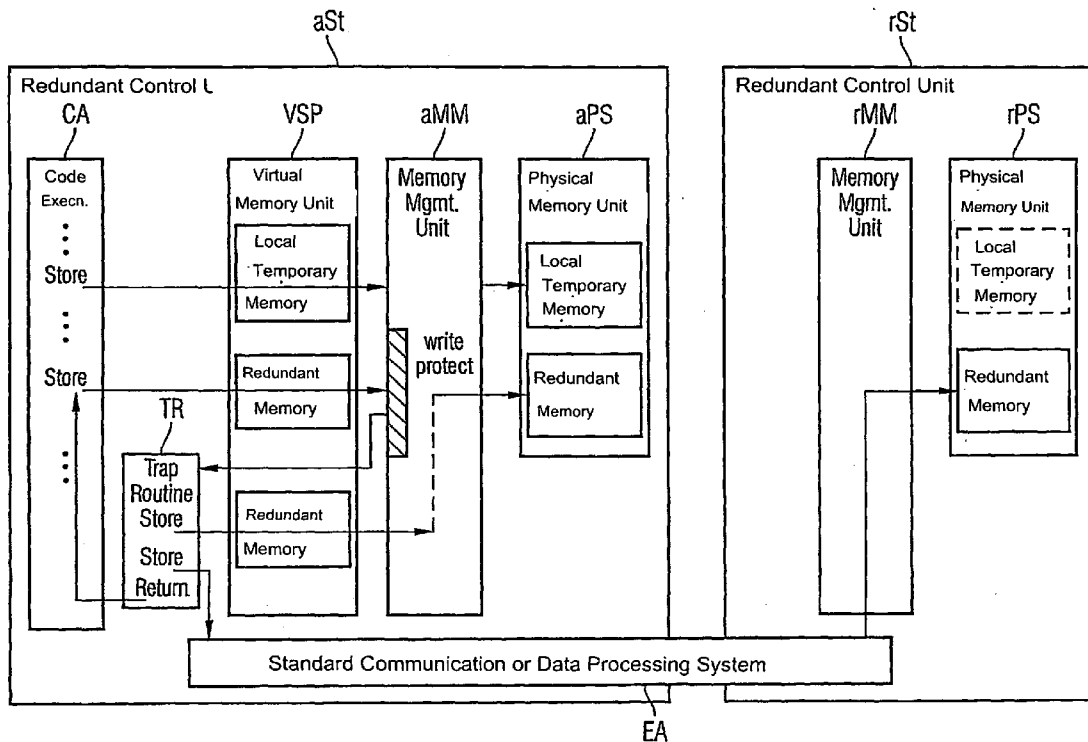 aSt
rSt
Redundant Control U
Redundant Control Unit
CA
VSP
aMM
aPS
rMM
rPS
Code
Execn.
Store
Store
TR
Trap
Routine
Store
Store
Return
Virtual
Memory Unit
Local
Temporary
Memory
Redundant
Memory
Redundant
Memory
Memory
Mgmt.
Unit
write
protect
Physical
Memory Unit
Local
Temporary
Memory
Redundant
Memory
Memory
Mgmt.
Unit
Physical
Memory Unit
Local
Temporary
Memory
Redundant
Memory
Standard Communication or Data Processing System
EA